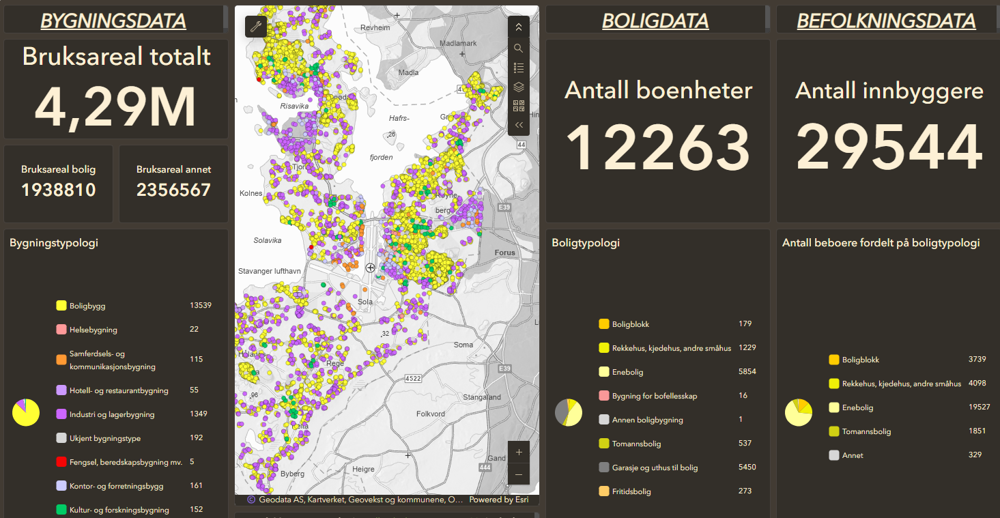 BYGNINGSDATA
Bruksareal totalt
4,29M
Bruksareal bolig
1938810
Bruksareal annet
2356567
Bygningstypologi
Boligbygg 13539
Helsebygning 22
Samferdsels- og
kommunikasjonsbygning 115
Hotell- og restaurantbygning 55
Industri og lagerbygning 1349
Ukjent bygningstype 192
Fengsel, beredskapsbygning mv. 5
Kontor- og forretningsbygg 161
Kultur- og forskningsbygning 152
Revheim
Madlamark
Madla
Risavika
Hafrs-
26
44
fjorden
Tjor
Kolnes
berg
E39
Solavika
Forus
Stavanger lufthavn
Sola
32
Soma
Rege
E39
4522
96
Stangaland
Folkvord
Gand
444
Heigre
Byberg
Geodata AS, Kartverket, Geovekst og kommunene, O... Powered by Esri
BOLIGDATA
Antall boenheter
12263
Boligtypologi
Boligblokk 179
Rekkehus, kjedehus, andre småhus 1229
Enebolig 5854
Bygning for bofellesskap 16
Annen boligbygning 1
Tomannsbolig 537
Garasje og uthus til bolig 5450
Fritidsbolig 273
BEFOLKNINGSDATA
Antall innbyggere
29544
Antall beboere fordelt på boligtypologi
Boligblokk 3739
Rekkehus, kjedehus, andre småhus 4098
Enebolig 19527
Tomannsbolig 1851
Annet 329